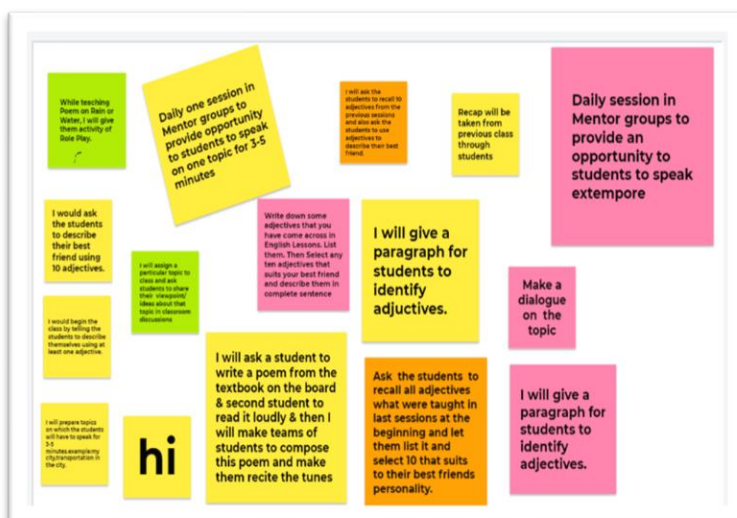 While teaching
Poem on Rain or
Water, I will give
them activity of
Role Play.
Daily one session in
Mentor groups to
provide opportunity
to students to speak
on one topic for 3-5
minutes
I will ask the
students to recall 10
adjectives from the
previous sessions
and also ask the
students to use
adjectives to
describe their best
friend.
Recap will be
taken from
previous class
through
students
Daily session in
Mentor groups to
provide an
opportunity to
students to speak
extempore
I would ask
the students
to describe
their best
friend using
10 adjectives.
I will assign a
perticular topic to
class and ask
students to share
their viewpoint/
ideas about that
topic in classroom
discussions
Write down some
adjectives that you
have come across in
English Lessons. List
them. Then Select any
ten adjectives that
suits your best friend
and describe them in
complete sentence
I will give a
paragraph for
students to
identify
adjuctives.
Make a
dialogue
on the
topic
I would begin the
class by telling the
students to describe
themselves using at
least one adjective.
I will ask a student to
write a poem from the
textbook on the board
& second student to
read it loudly & then I
will make teams of
students to compose
this poem and make
them recite the tunes
Ask the students to
recall all adjectives
what were taught in
last sessions at the
beginning and let
them list it and
select 10 that suits
to their best friends
personality.
I will give a
paragraph for
students to
identify
adjectives.
I will prepare topics
on which the students
will have to speak for
3-5
minutes.example:my
city,transportation in
the city.
hi